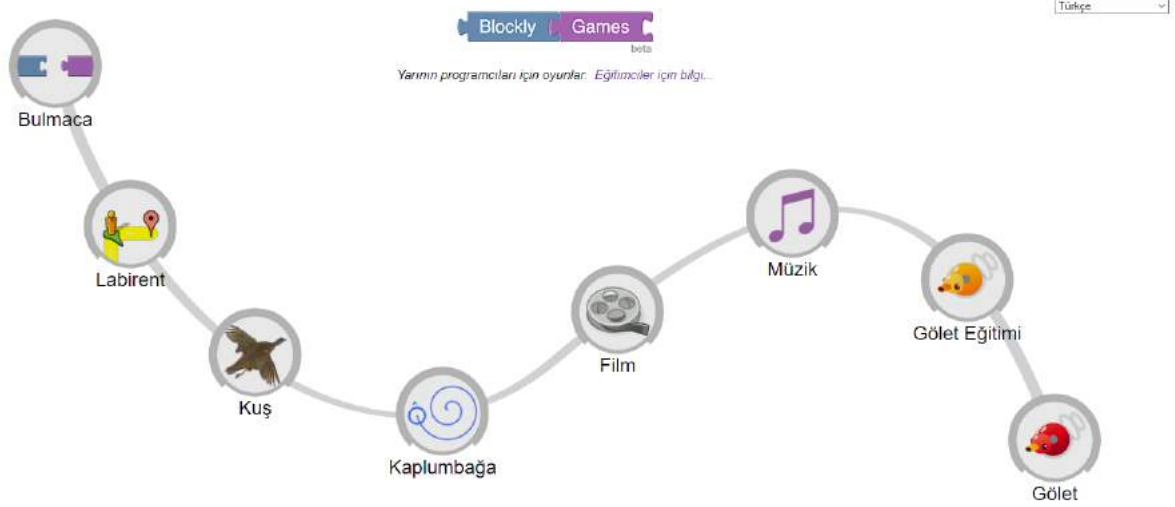 Türkçe
Blockly Games
beta
Yarının programcıları için oyunlar. Eğitimciler için bilgi...
Bulmaca
Labirent
Kuş
Kaplumbağa
Film
Müzik
Gölet Eğitimi
Gölet